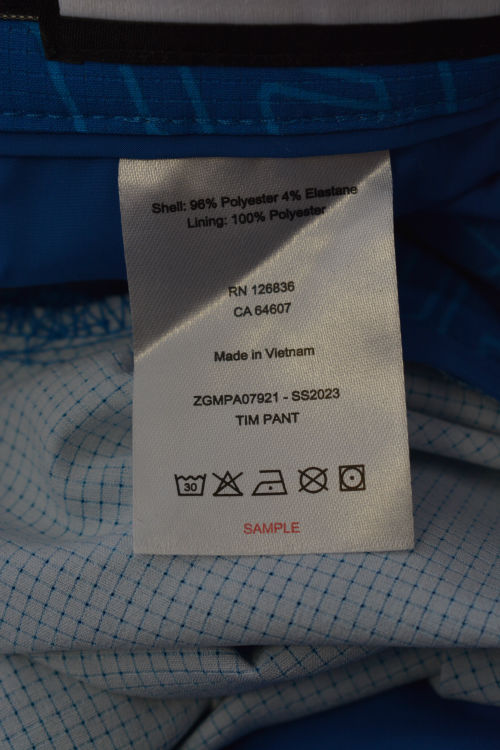 Shell: 96% Polyester 4% Elastane
Lining: 100% Polyester
RN 126836
CA 64607
Made in Vietnam
ZGMPA07921 - SS2023
TIM PANT
30
SAMPLE